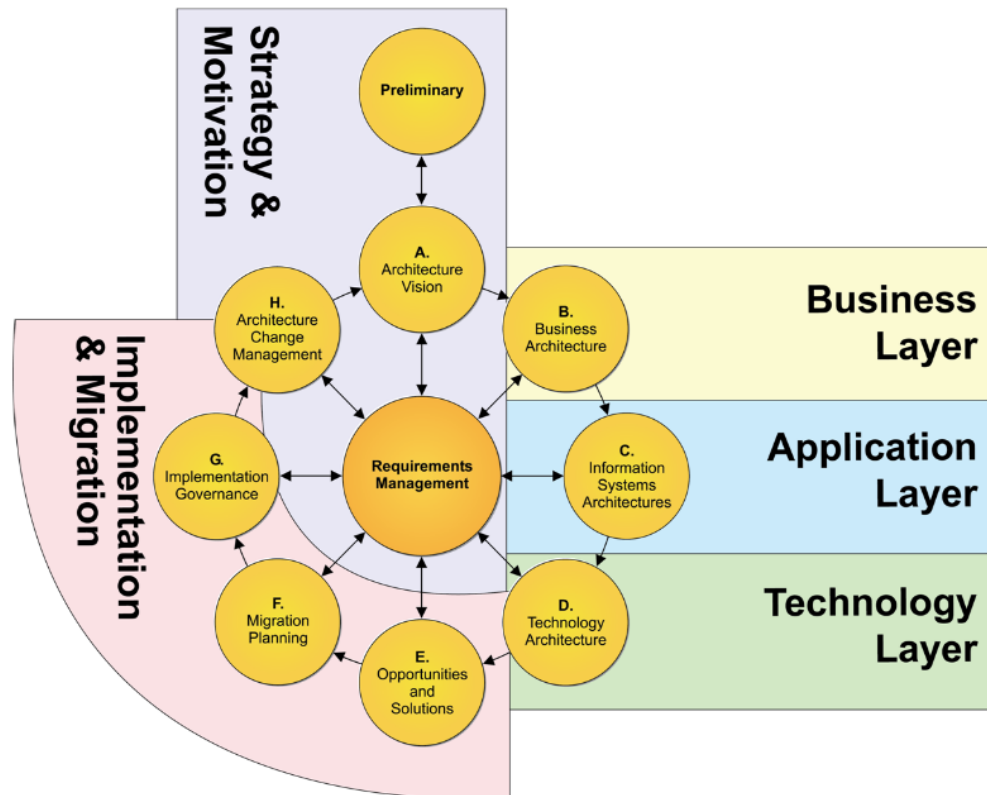 Strategy &
Motivation
Preliminary
A.
Architecture
Vision
H.
Architecture
Change
Management
B.
Business
Architecture
Business
Layer
Implementation
& Migration
G.
Implementation
Governance
Requirements
Management
C.
Information
Systems
Architectures
Application
Layer
F.
Migration
Planning
E.
Opportunities
and
Solutions
D.
Technology
Architecture
Technology
Layer